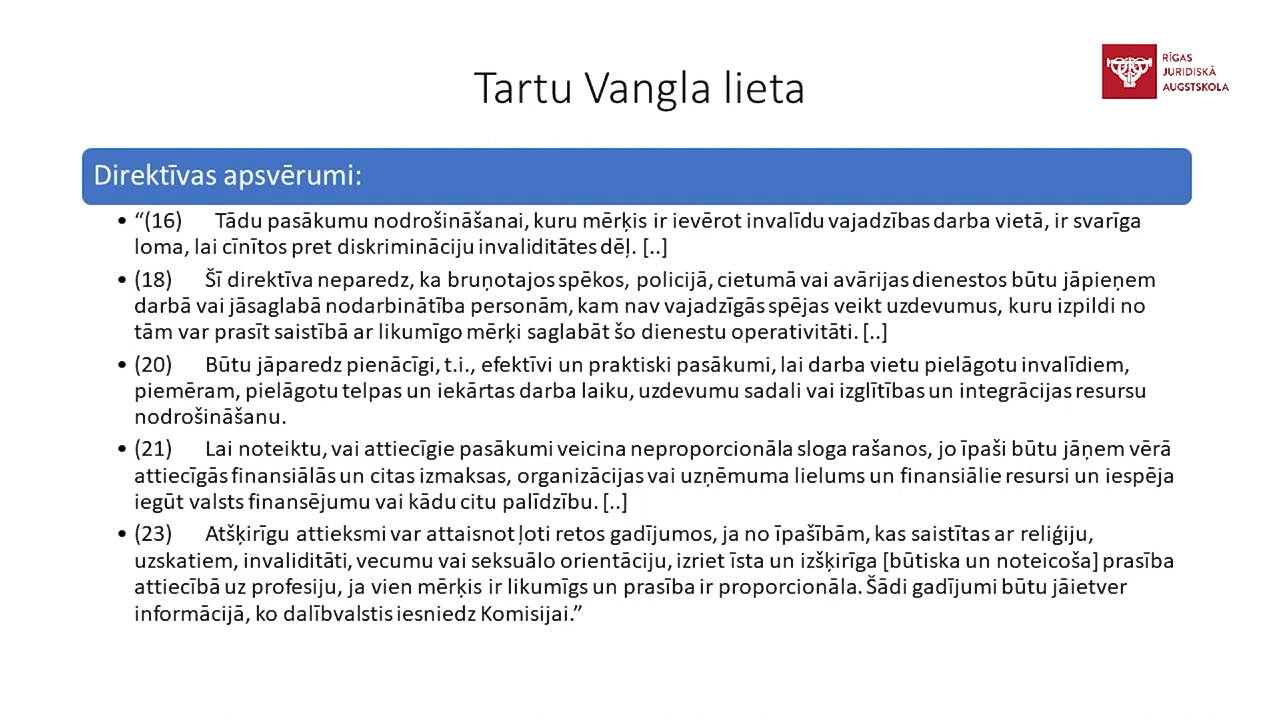 Tartu Vangla lieta
RĪGAS
JURIDISKĀ
AUGSTSKOLA
Direktīvas apsvērumi:
• “(16) Tādu pasākumu nodrošināšanai, kuru mērķis ir ievērot invalīdu vajadzības darba vietā, ir svarīga
loma, lai cīnītos pret diskrimināciju invaliditātes dēļ. [..]
• (18) Šī direktīva neparedz, ka bruņotajos spēkos, policijā, cietumā vai avārijas dienestos būtu jāpieņem
darbā vai jāsaglabā nodarbinātība personām, kam nav vajadzīgās spējas veikt uzdevumus, kuru izpildi no
tām var prasīt saistībā ar likumīgo mērķi saglabāt šo dienestu operativitāti. [..]
• (20) Būtu jāparedz pienācīgi, t.i., efektīvi un praktiski pasākumi, lai darba vietu pielāgotu invalīdiem,
piemēram, pielāgotu telpas un iekārtas darba laiku, uzdevumu sadali vai izglītības un integrācijas resursu
nodrošināšanu.
• (21) Lai noteiktu, vai attiecīgie pasākumi veicina neproporcionāla sloga rašanos, jo īpaši būtu jāņem vērā
attiecīgās finansiālās un citas izmaksas, organizācijas vai uzņēmuma lielums un finansiālie resursi un iespēja
iegūt valsts finansējumu vai kādu citu palīdzību. [..]
• (23) Atšķirīgu attieksmi var attaisnot ļoti retos gadījumos, ja no īpašībām, kas saistītas ar reliģiju,
uzskatiem, invaliditāti, vecumu vai seksuālo orientāciju, izriet īsta un izšķirīga [būtiska un noteicoša] prasība
attiecībā uz profesiju, ja vien mērķis ir likumīgs un prasība ir proporcionāla. Šādi gadījumi būtu jāietver
informācijā, ko dalībvalstis iesniedz Komisijai.”